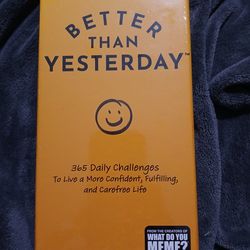 BETTER
THAN
YESTERDAY™
365 Daily Challenges
To Live a More Confident, Fulfilling,
and Carefree Life
FROM THE CREATORS OF
WHAT DO YOU
MEME?